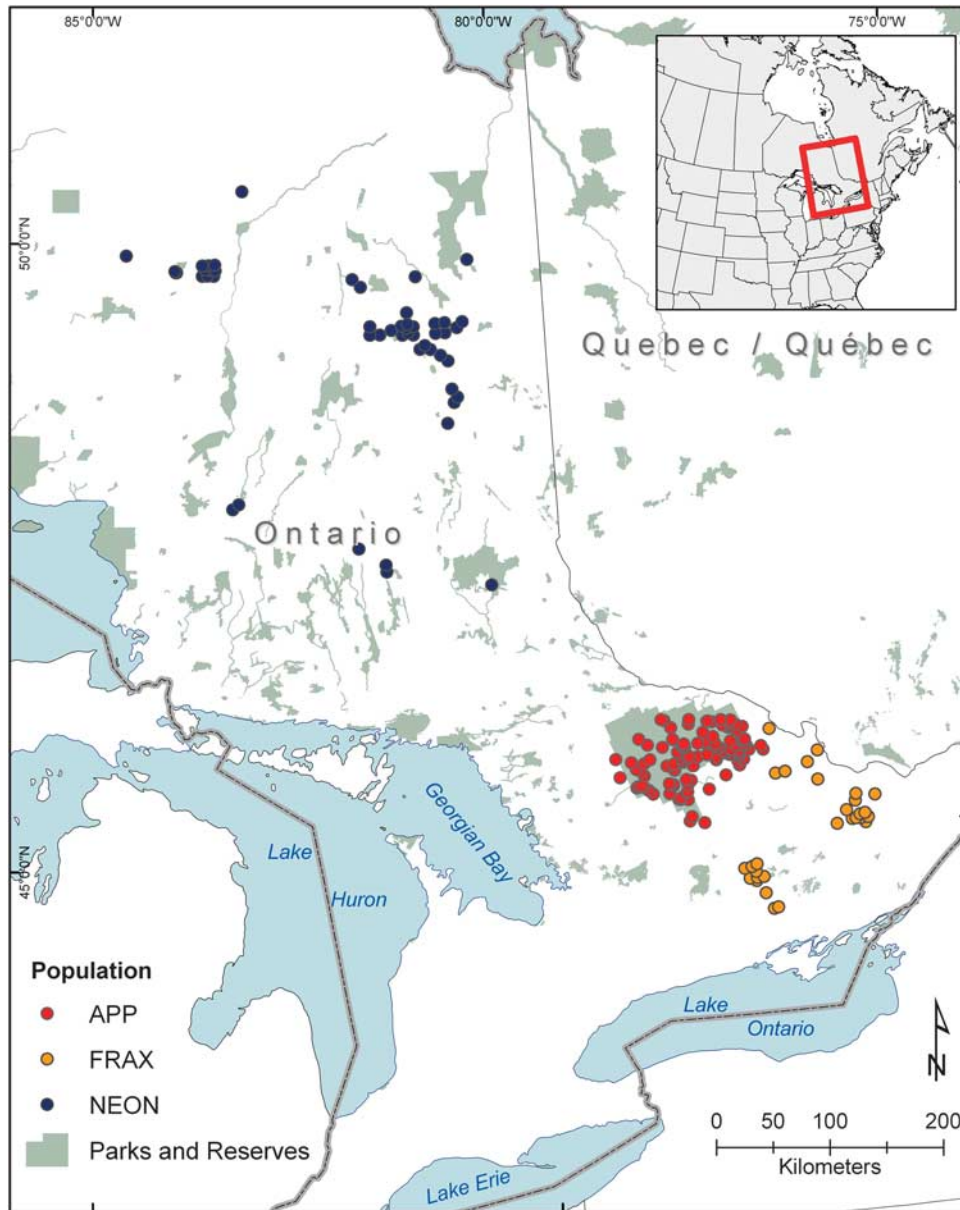 85°0'0"W
80°0'0"W
75°0'0"W
50°0'0"N
Quebec / Québec
Ontario
45°0'0"N
Georgian Bay
Lake
Huron
Population
APP
FRAX
NEON
Parks and Reserves
Lake
Ontario
Lake Erie
N
0 50 100 200
Kilometers